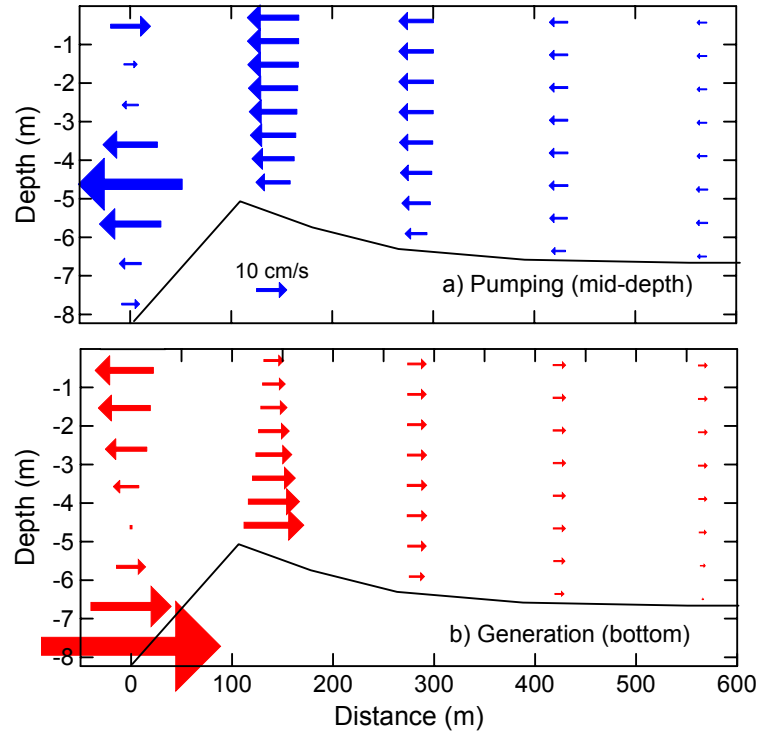 -1
-2
-3
-4
-5
-6
-7
-8
Depth (m)
10 cm/s
a) Pumping (mid-depth)
-1
-2
-3
-4
-5
-6
-7
-8
Depth (m)
b) Generation (bottom)
0 100 200 300 400 500 600
Distance (m)